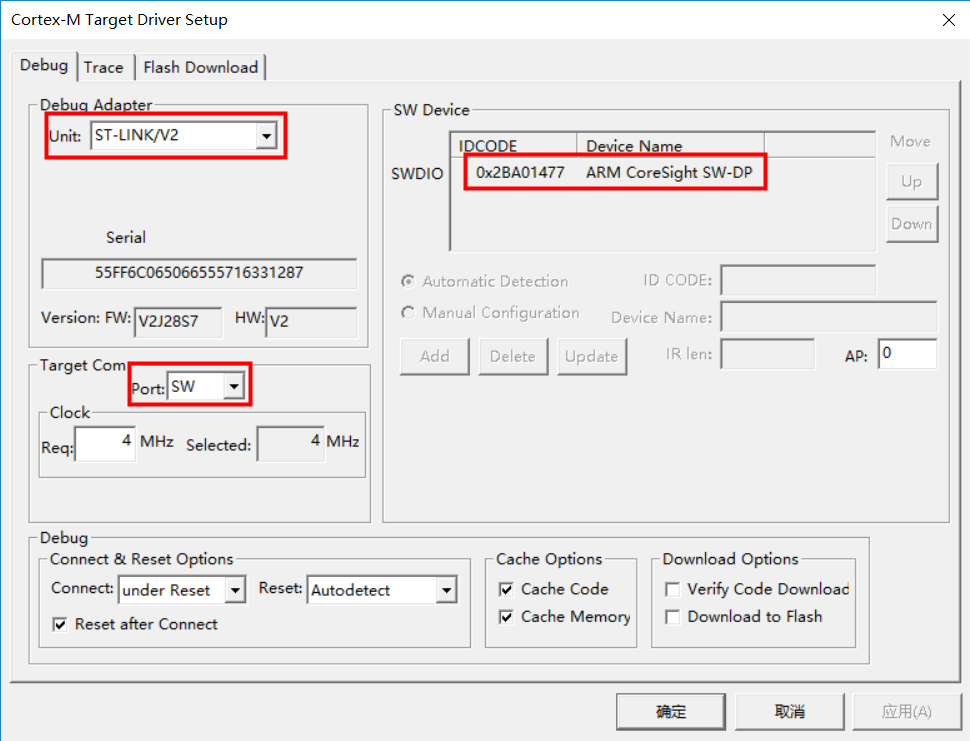 Cortex-M Target Driver Setup
Debug Trace Flash Download
Debug Adapter
Unit: ST-LINK/V2
Serial
55FF6C065066555716331287
Version: FW: V2J28S7 HW: V2
Target Com
Port: SW
Clock
Req: 4 MHz Selected: 4 MHz
SW Device
IDCODE Device Name
SWDIO 0x2BA01477 ARM CoreSight SW-DP
Move
Up
Down
Automatic Detection ID CODE:
Manual Configuration Device Name:
Add Delete Update IR len: AP: 0
Debug
Connect & Reset Options
Connect: under Reset Reset: Autodetect
Reset after Connect
Cache Options
Cache Code
Cache Memory
Download Options
Verify Code Download
Download to Flash
确定 取消 应用(A)